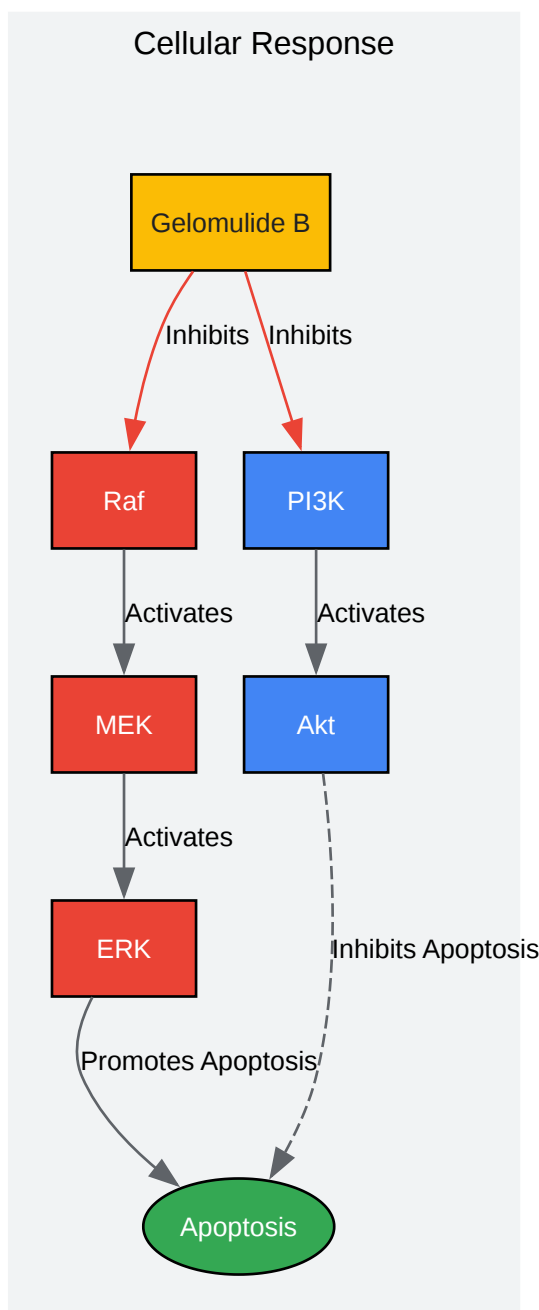 Cellular Response
Gelomulide B
Inhibits
Inhibits
Raf
PI3K
Activates
Activates
MEK
Akt
Activates
ERK
Inhibits Apoptosis
Promotes Apoptosis
Apoptosis